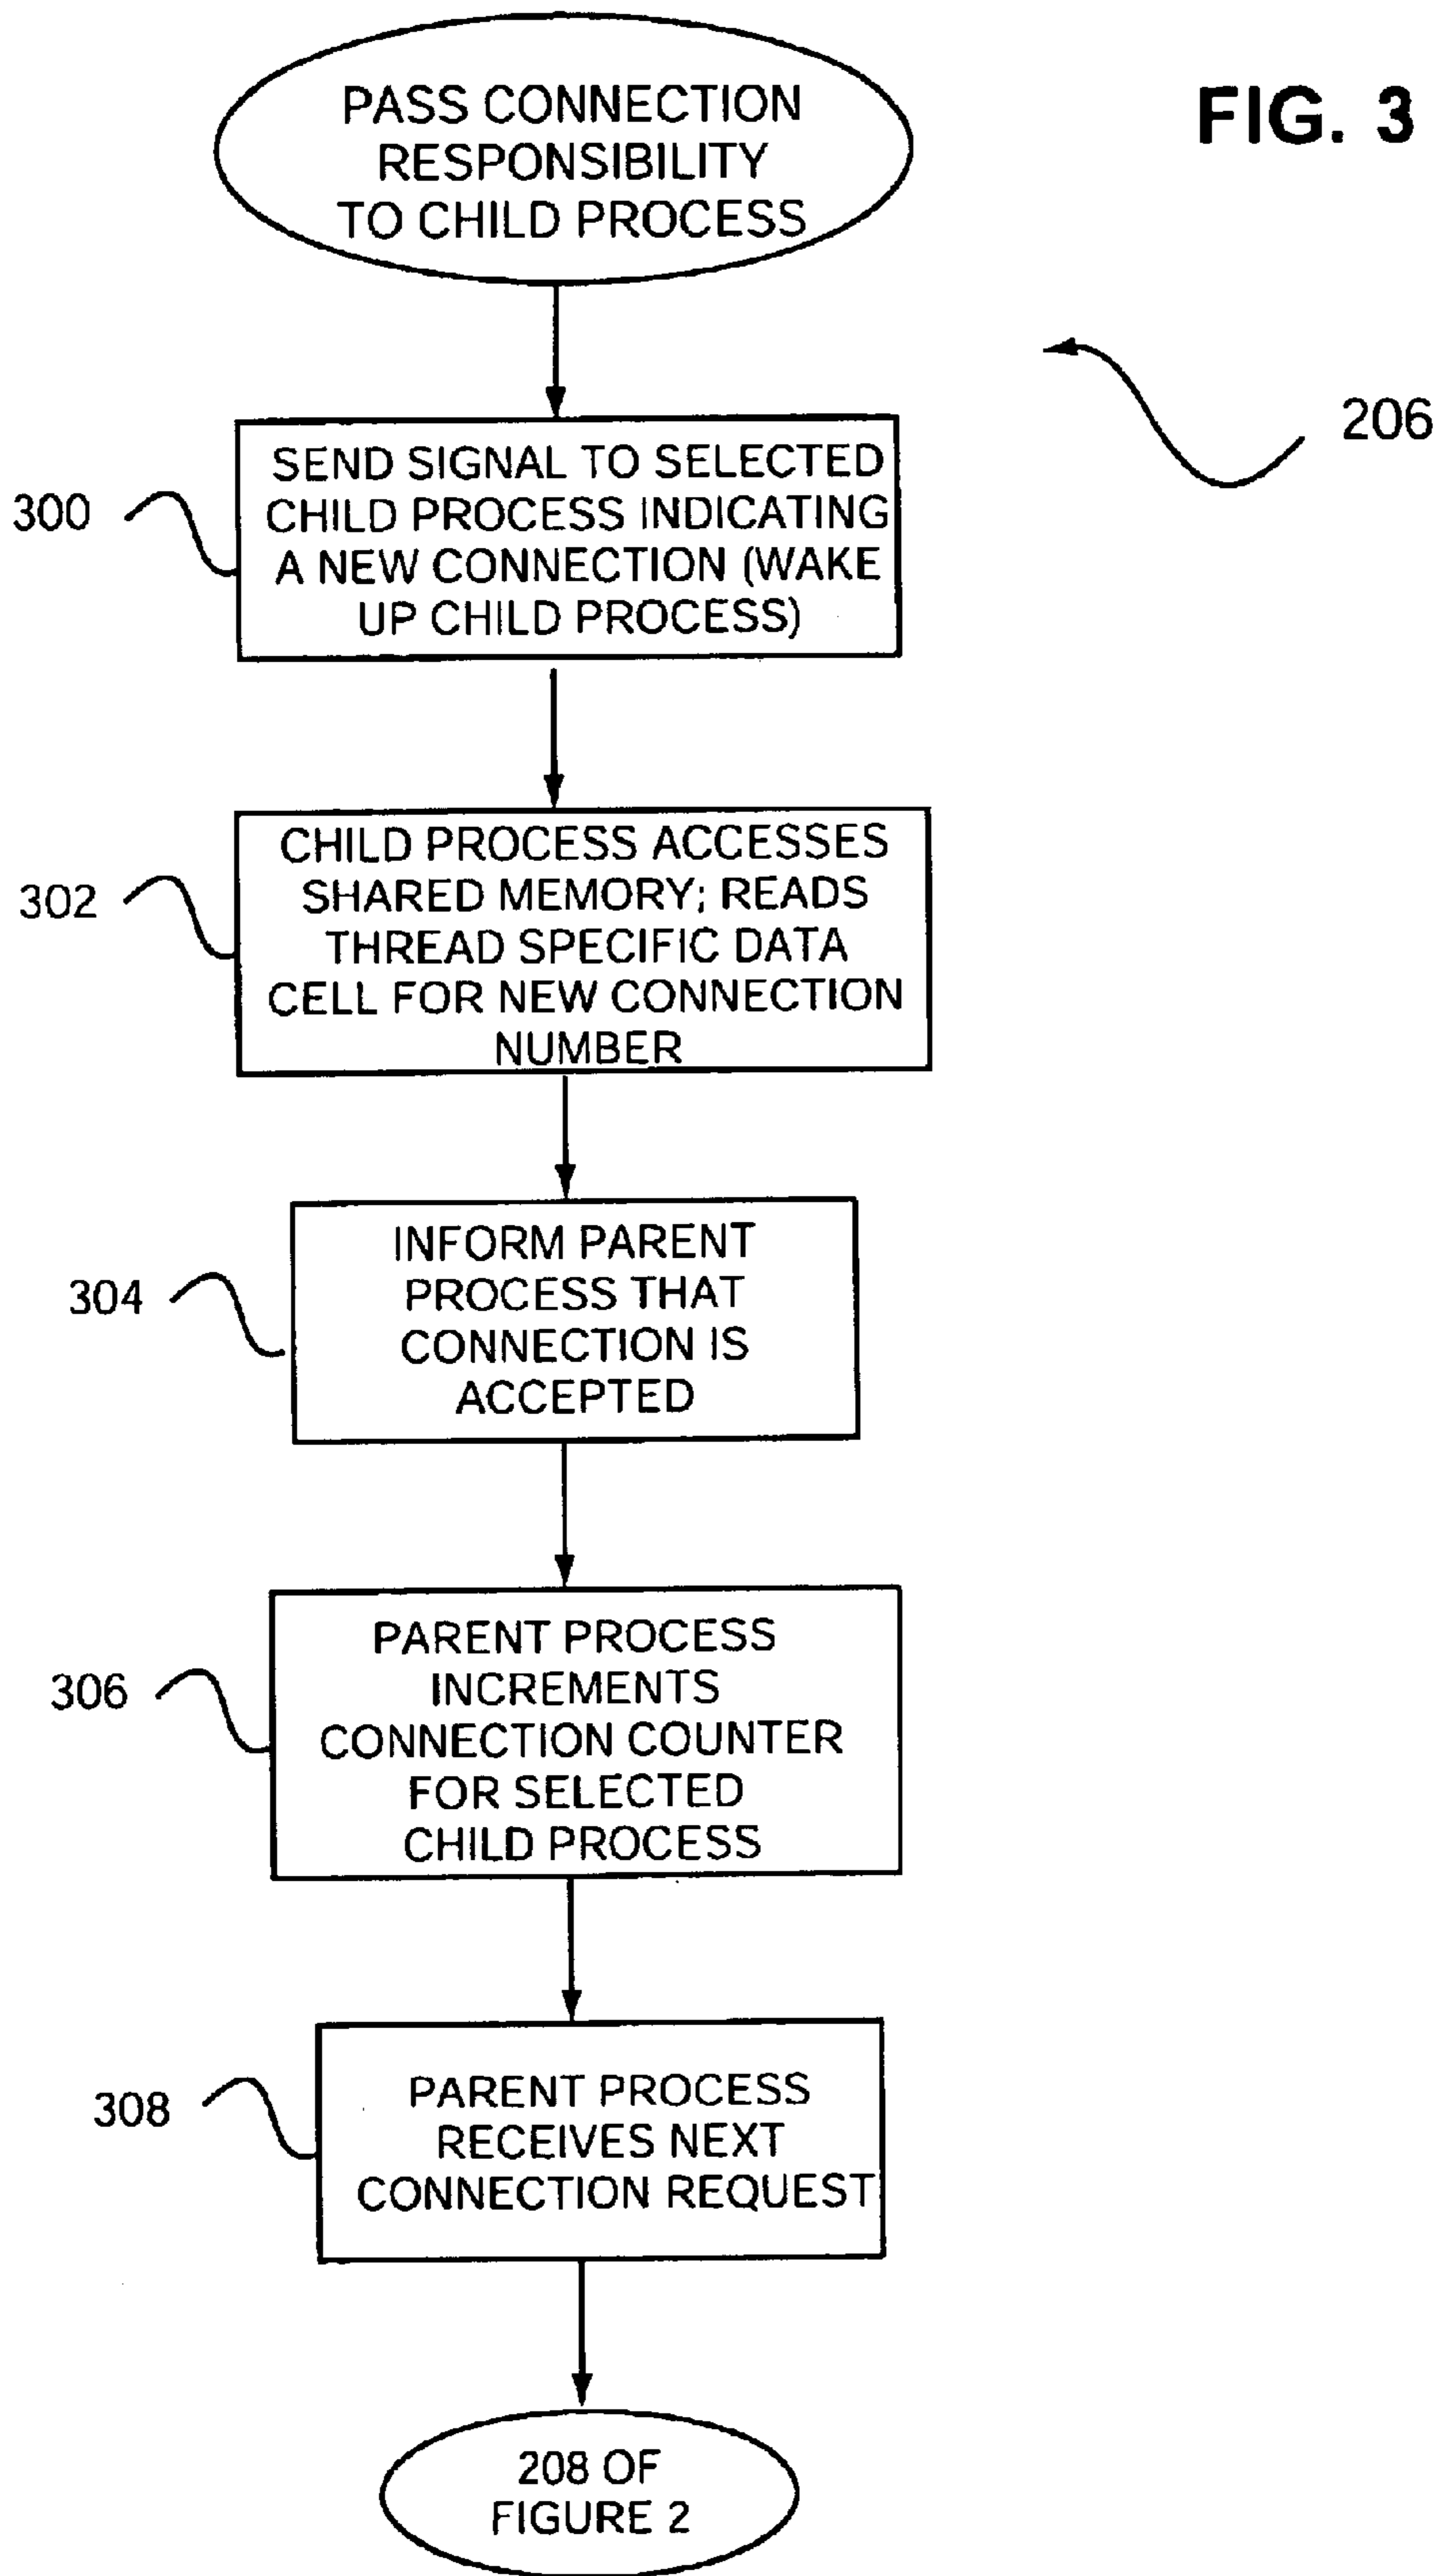 FIG. 3
PASS CONNECTION
RESPONSIBILITY
TO CHILD PROCESS
206
300
SEND SIGNAL TO SELECTED
CHILD PROCESS INDICATING
A NEW CONNECTION (WAKE
UP CHILD PROCESS)
302
CHILD PROCESS ACCESSES
SHARED MEMORY; READS
THREAD SPECIFIC DATA
CELL FOR NEW CONNECTION
NUMBER
304
INFORM PARENT
PROCESS THAT
CONNECTION IS
ACCEPTED
306
PARENT PROCESS
INCREMENTS
CONNECTION COUNTER
FOR SELECTED
CHILD PROCESS
308
PARENT PROCESS
RECEIVES NEXT
CONNECTION REQUEST
208 OF
FIGURE 2